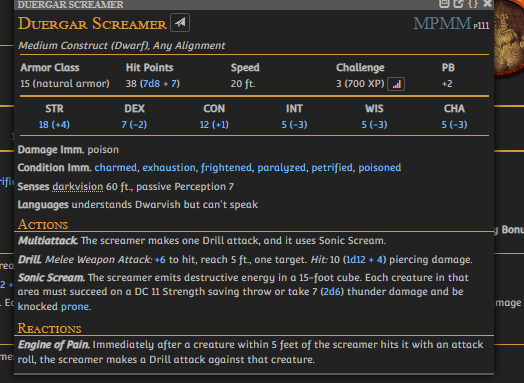 DUERGAR SCREAMER
DUERGAR SCREAMER MPMM p111
Medium Construct (Dwarf), Any Alignment
Armor Class Hit Points Speed Challenge PB
15 (natural armor) 38 (7d8 + 7) 20 ft. 3 (700 XP) +2
STR DEX CON INT WIS CHA
18 (+4) 7 (−2) 12 (+1) 5 (−3) 5 (−3) 5 (−3)
Damage Imm. poison
Condition Imm. charmed, exhaustion, frightened, paralyzed, petrified, poisoned
Senses darkvision 60 ft., passive Perception 7
Languages understands Dwarvish but can't speak
y Bonu
ACTIONS
Multiattack. The screamer makes one Drill attack, and it uses Sonic Scream.
Drill. Melee Weapon Attack: +6 to hit, reach 5 ft., one target. Hit: 10 (1d12 + 4) piercing damage.
Sonic Scream. The screamer emits destructive energy in a 15–foot cube. Each creature in that
area must succeed on a DC 11 Strength saving throw or take 7 (2d6) thunder damage and be
knocked prone.
mage
REACTIONS
Engine of Pain. Immediately after a creature within 5 feet of the screamer hits it with an attack
roll, the screamer makes a Drill attack against that creature.